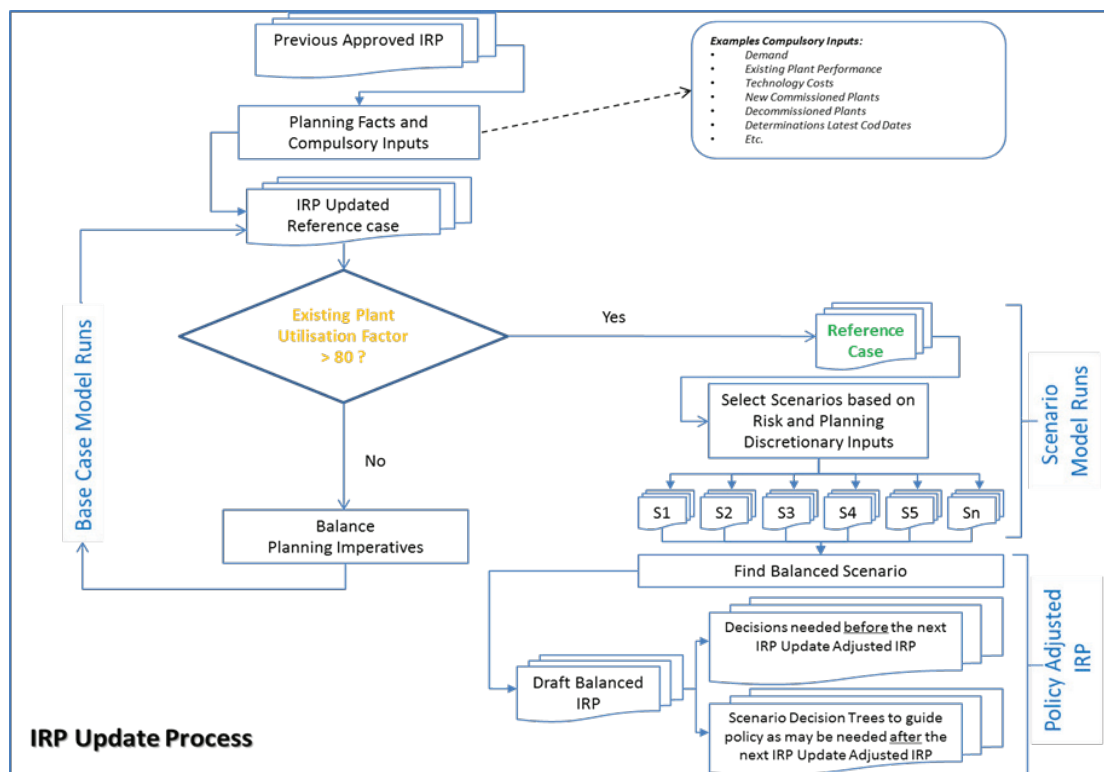 Previous Approved IRP
Examples Compulsory Inputs:
• Demand
• Existing Plant Performance
• Technology Costs
• New Commissioned Plants
• Decommissioned Plants
• Determinations Latest Cod Dates
• Etc.
Planning Facts and
Compulsory Inputs
IRP Updated
Reference case
Base Case Model Runs
Existing Plant
Utilisation Factor
> 80 ?
Yes
Reference
Case
Select Scenarios based on
Risk and Planning
Discretionary Inputs
Scenario
Model Runs
No
S1
S2
S3
S4
S5
Sn
Balance
Planning Imperatives
Find Balanced Scenario
Decisions needed before the next
IRP Update Adjusted IRP
Draft Balanced
IRP
Scenario Decision Trees to guide
policy as may be needed after the
next IRP Update Adjusted IRP
Policy Adjusted
IRP
IRP Update Process